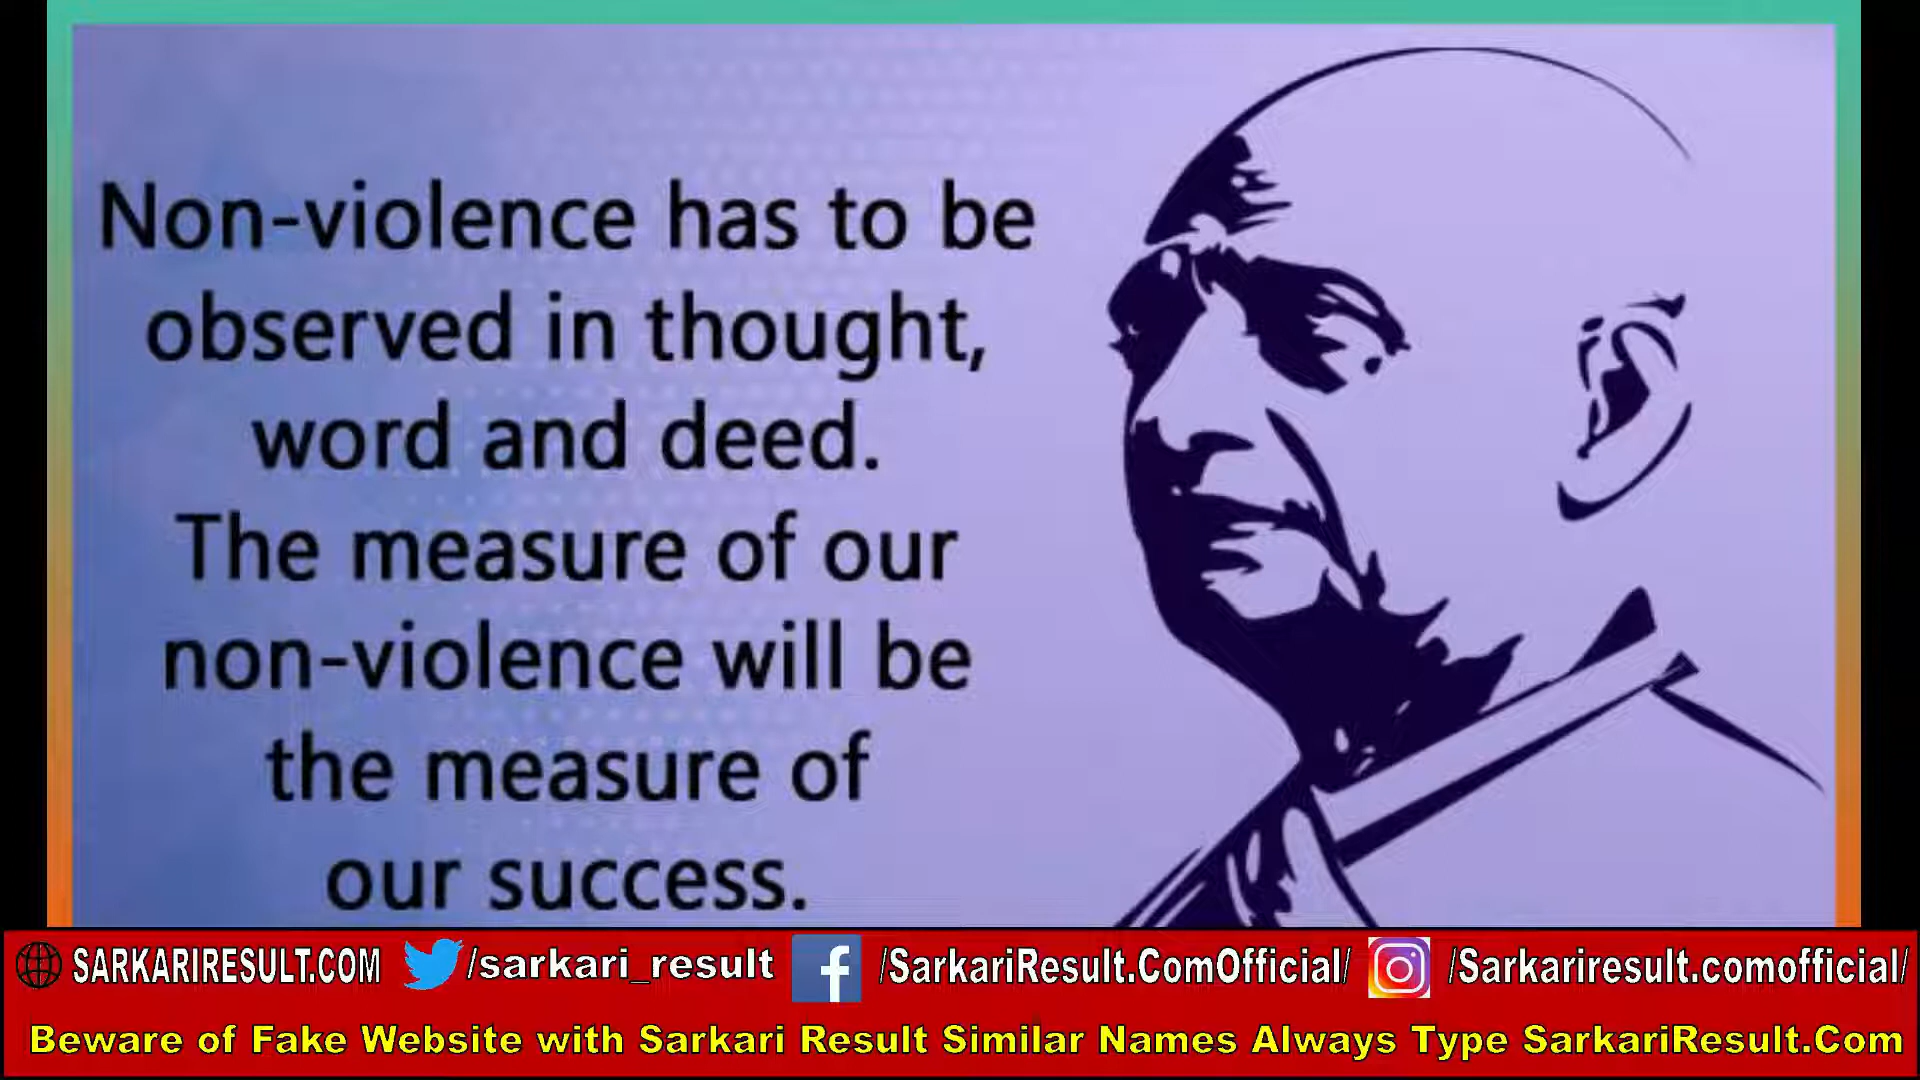 Non-violence has to be
observed in thought,
word and deed.
The measure of our
non-violence will be
the measure of
our success.
SARKARIRESULT.COM /sarkari_result f /SarkariResult.ComOfficial/ /Sarkariresult.comofficial/
Beware of Fake Website with Sarkari Result Similar Names Always Type SarkariResult.Com